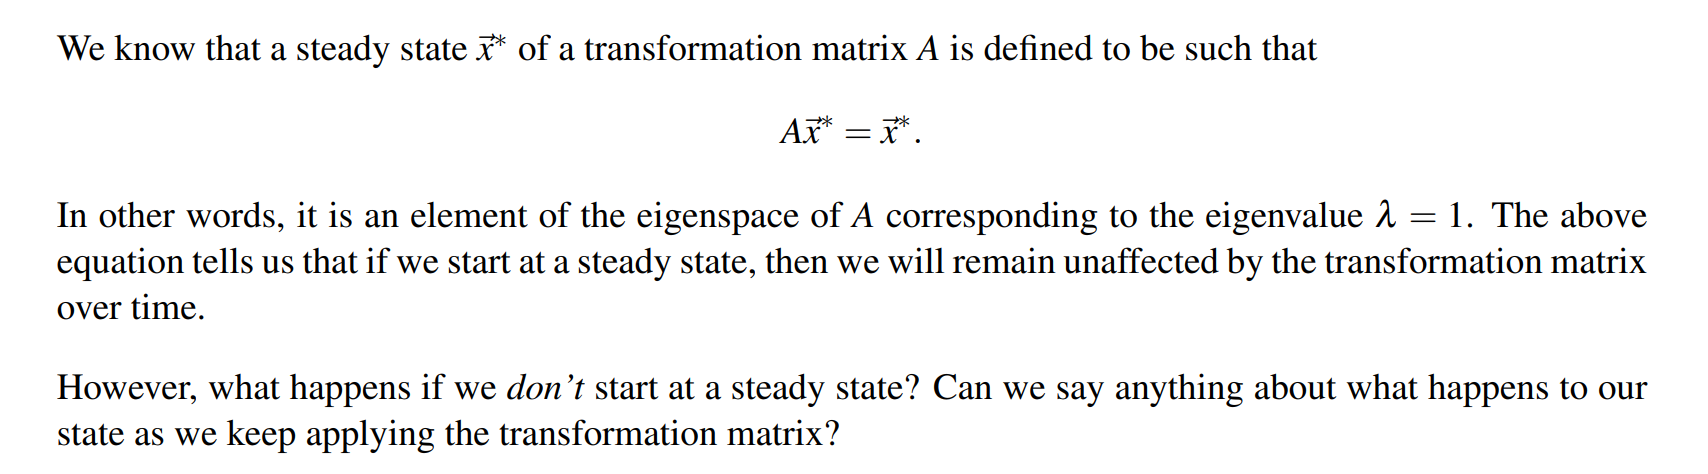 We know that a steady state x⃗* of a transformation matrix A is defined to be such that
Ax⃗* = x⃗*.
In other words, it is an element of the eigenspace of A corresponding to the eigenvalue λ = 1. The above
equation tells us that if we start at a steady state, then we will remain unaffected by the transformation matrix
over time.
However, what happens if we don’t start at a steady state? Can we say anything about what happens to our
state as we keep applying the transformation matrix?